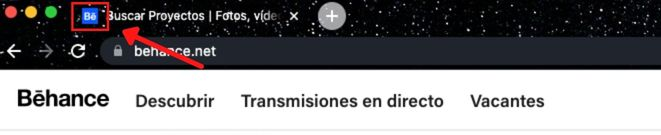 Bē Buscar Proyectos | Fotos, víde
behance.net
Bēhance Descubrir Transmisiones en directo Vacantes